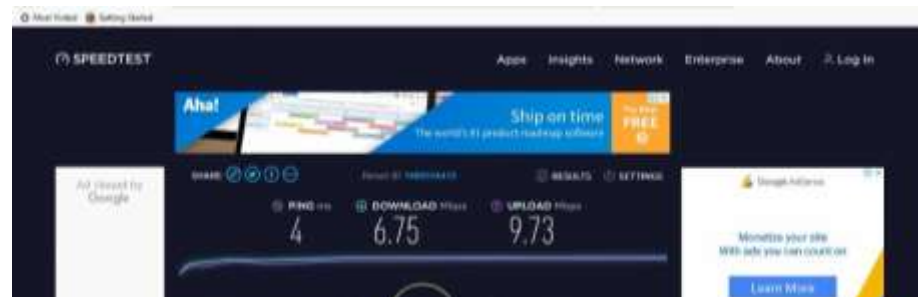 Most Visited Getting Started
SPEEDTEST
Apps Insights Network Enterprise About Log In
Aha!
Ship on time
The world's #1 product roadmap software
FREE
Ad closed by
Google
SHARE
RESULTS SETTINGS
PING ms DOWNLOAD Mbps UPLOAD Mbps
4 6.75 9.73
Google AdSense
Monetize your site
With ads you can count on
Learn More